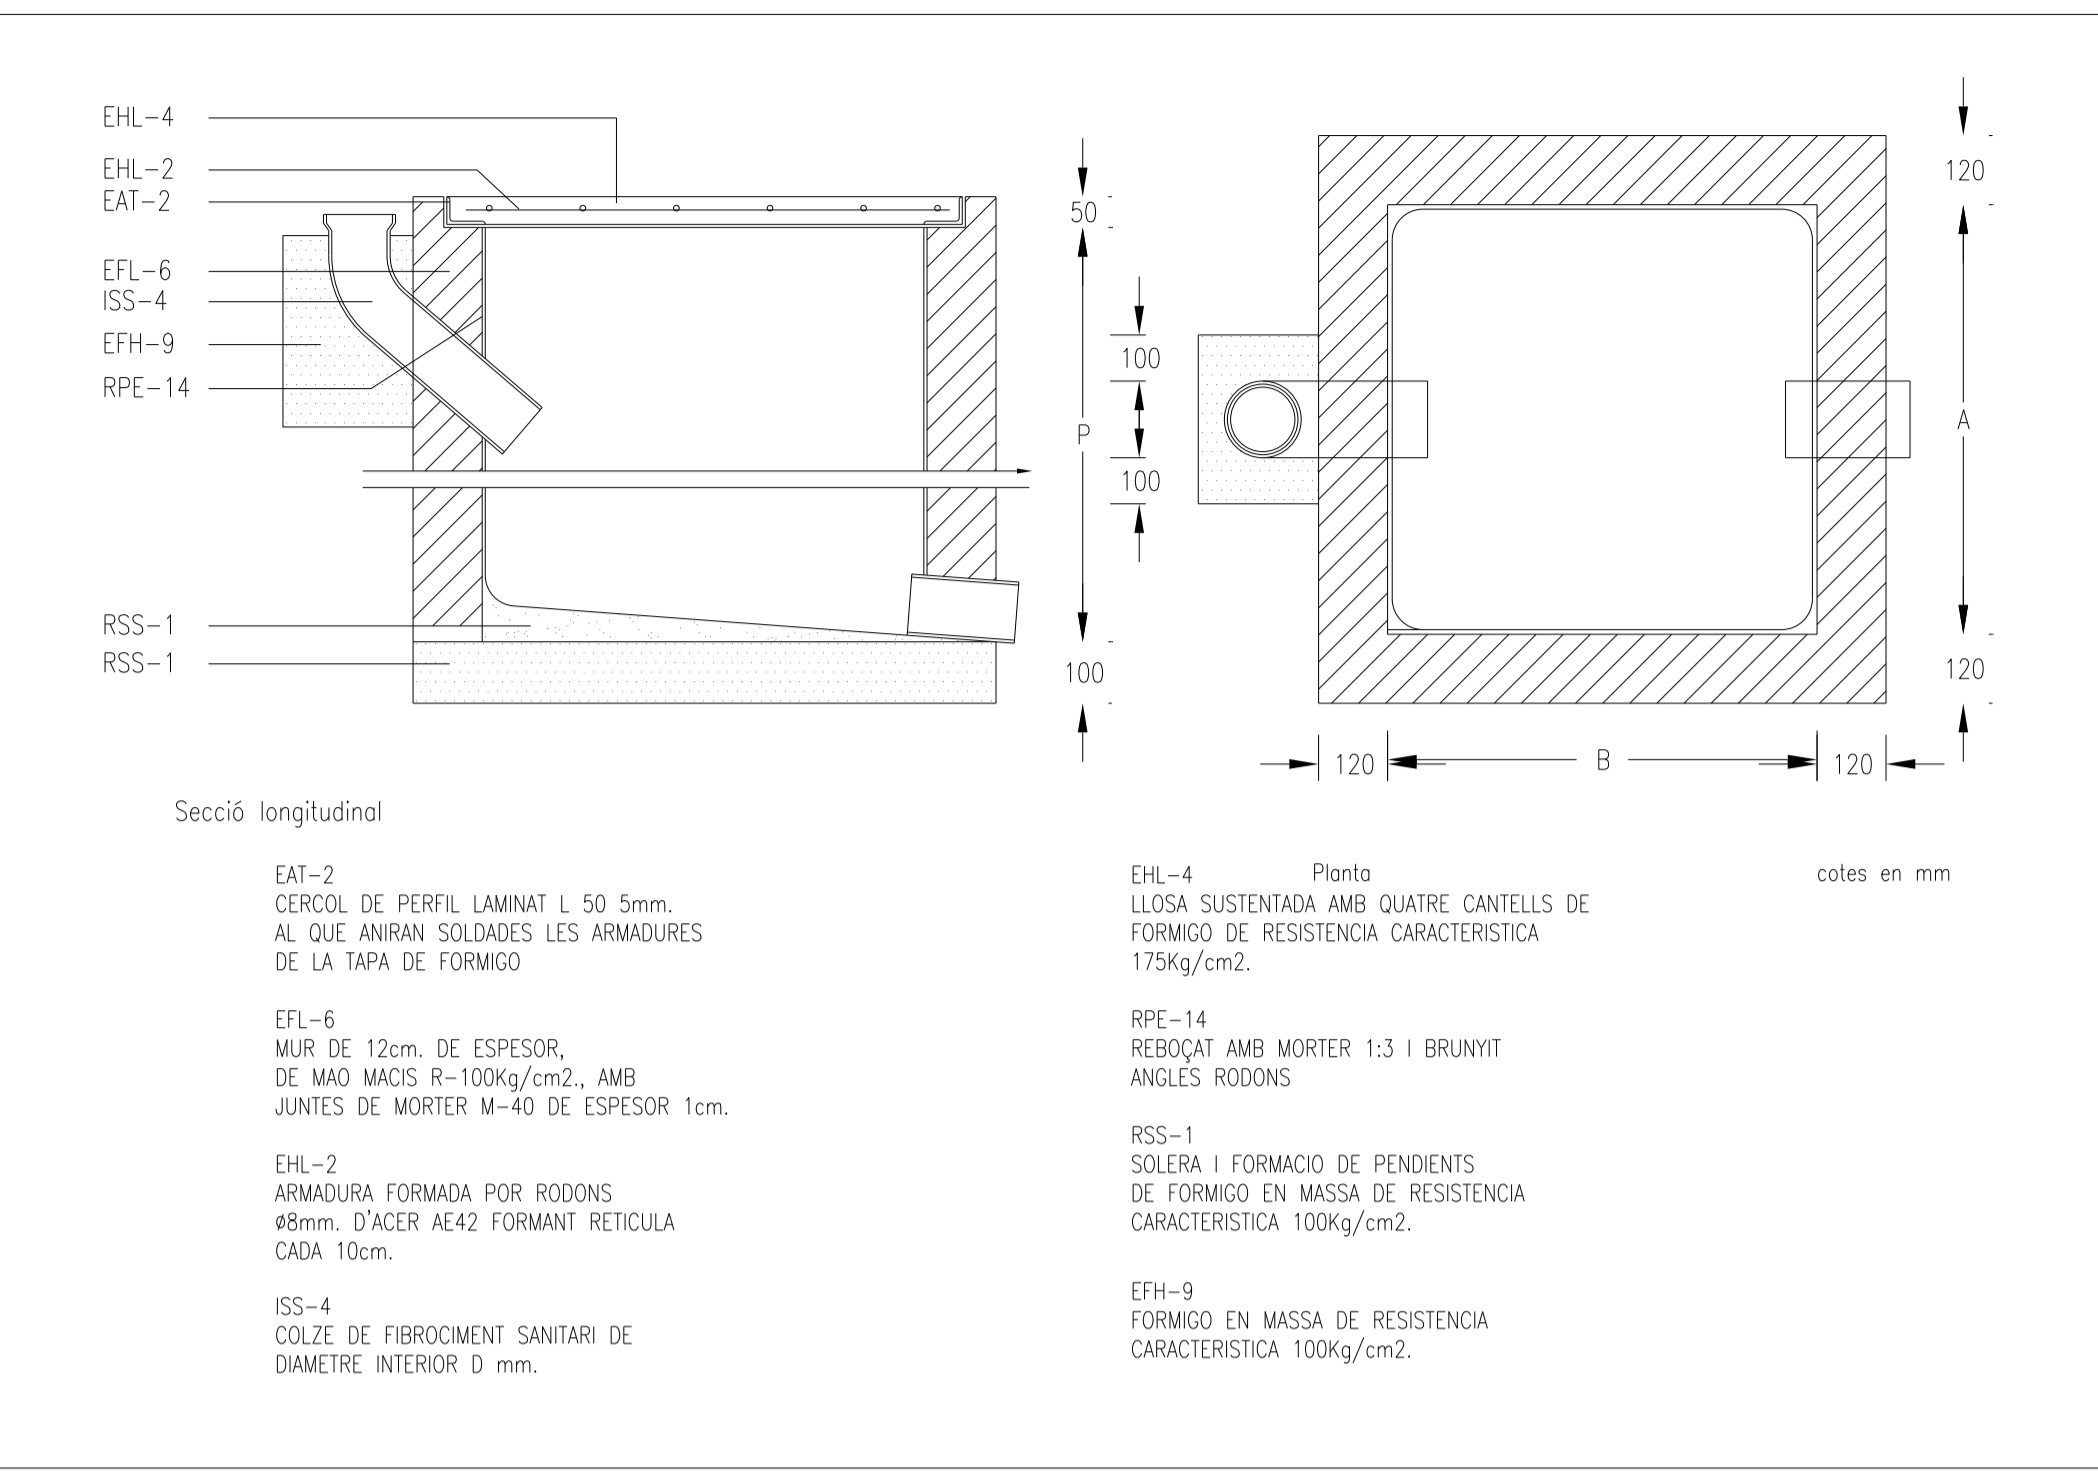 EHL-4
EHL-2
EAT-2
EFL-6
ISS-4
EFH-9
RPE-14
RSS-1
RSS-1
50
P
100
100
100
120
A
120
120
B
120
Secció longitudinal
EAT-2
CERCOL DE PERFIL LAMINAT L 50 5mm.
AL QUE ANIRAN SOLDADES LES ARMADURES
DE LA TAPA DE FORMIGO
EFL-6
MUR DE 12cm. DE ESPESOR,
DE MAO MACIS R-100Kg/cm2., AMB
JUNTES DE MORTER M-40 DE ESPESOR 1cm.
EHL-2
ARMADURA FORMADA POR RODONS
ø8mm. D'ACER AE42 FORMANT RETICULA
CADA 10cm.
ISS-4
COLZE DE FIBROCIMENT SANITARI DE
DIAMETRE INTERIOR D mm.
EHL-4 Planta cotes en mm
LLOSA SUSTENTADA AMB QUATRE CANTELLS DE
FORMIGO DE RESISTENCIA CARACTERISTICA
175Kg/cm2.
RPE-14
REBOÇAT AMB MORTER 1:3 I BRUNYIT
ANGLES RODONS
RSS-1
SOLERA I FORMACIO DE PENDIENTS
DE FORMIGO EN MASSA DE RESISTENCIA
CARACTERISTICA 100Kg/cm2.
EFH-9
FORMIGO EN MASSA DE RESISTENCIA
CARACTERISTICA 100Kg/cm2.